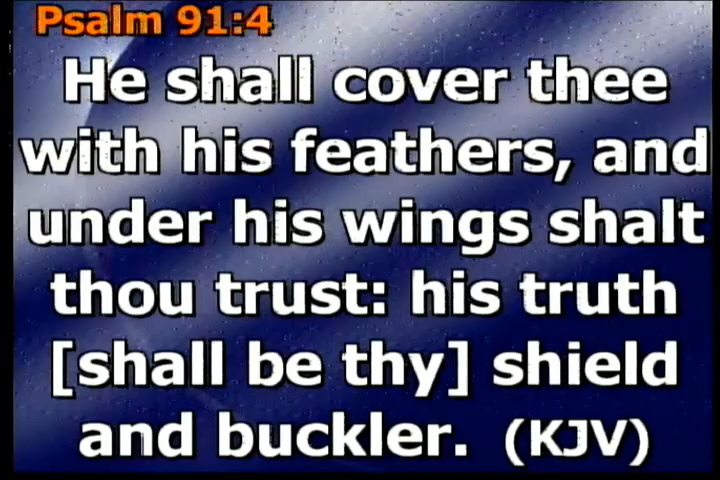 Psalm 91:4
He shall cover thee
with his feathers, and
under his wings shalt
thou trust: his truth
[shall be thy] shield
and buckler. (KJV)